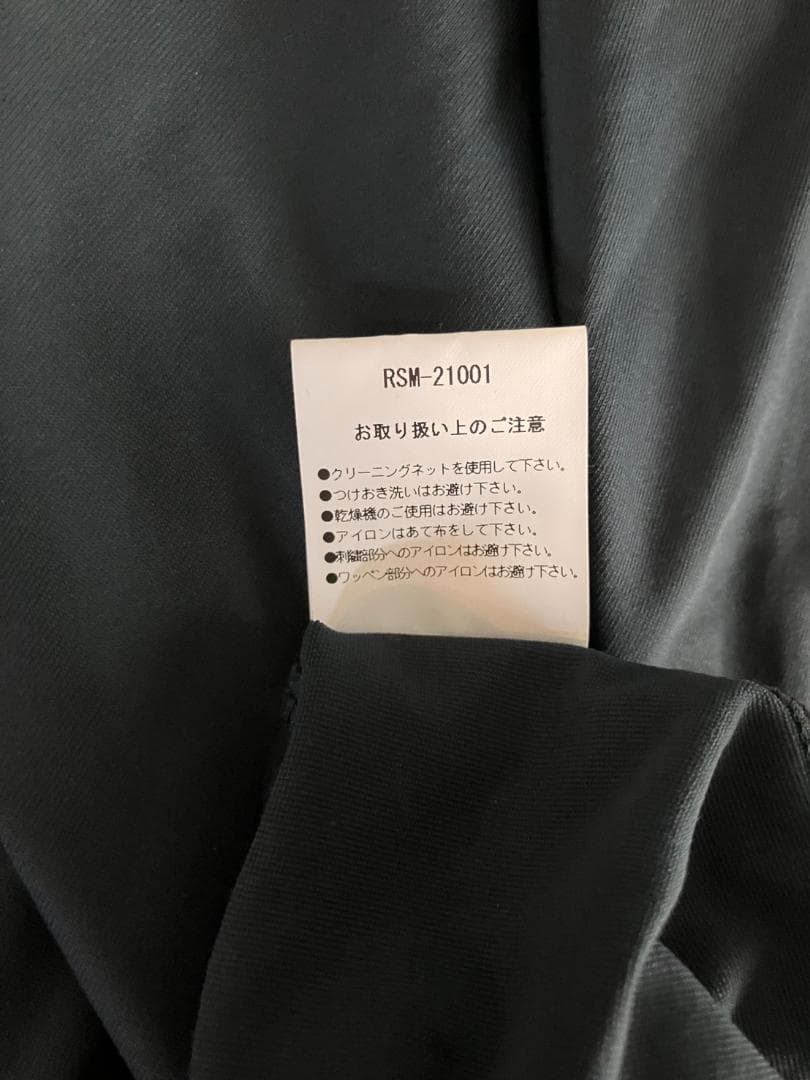 RSM-21001
お取り扱い上のご注意
●クリーニングネットを使用して下さい。
●つけおき洗いはお避け下さい。
●乾燥機のご使用はお避け下さい。
●アイロンはあて布をして下さい。
●刺繍部分へのアイロンはお避け下さい。
●ワッペン部分へのアイロンはお避け下さい。